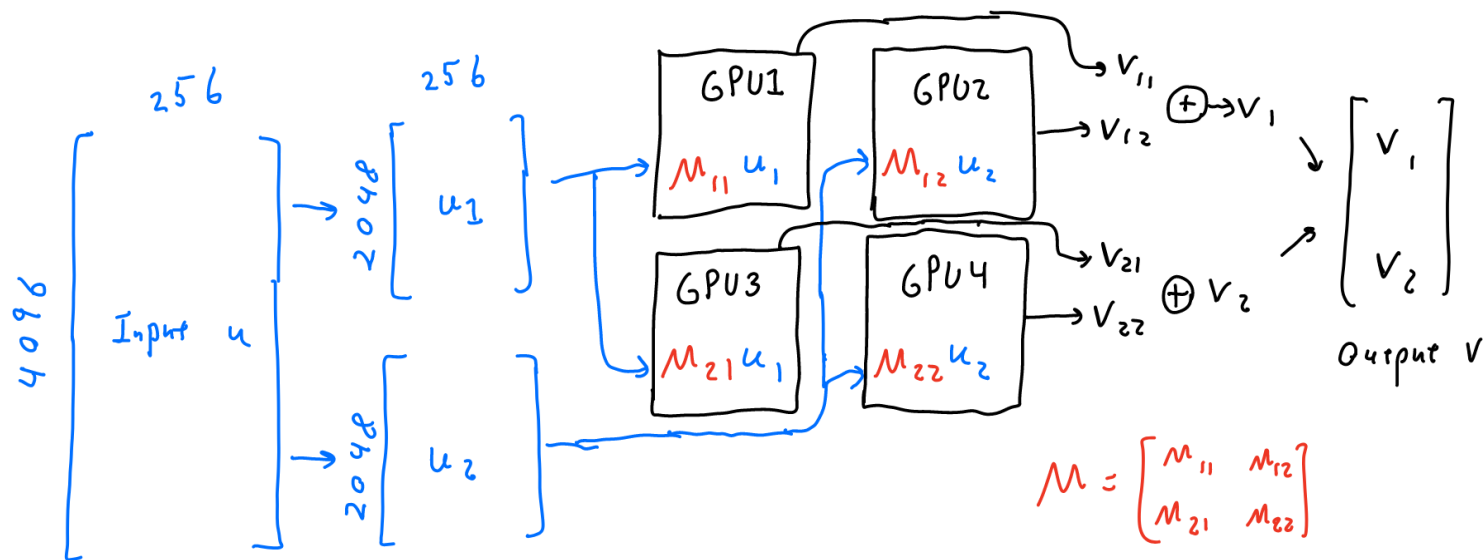 256
4096
Input u
256
2048
u1
2048
u₂
GPU1
M₁₁ u₁
GPU2
M₁₂ u₂
GPU3
M₂₁ u₁
GPU4
M₂₂ u₂
V₁₁
V₁₂
⊕ → V₁
V₂₁
V₂₂
⊕ V₂
V₁
V₂
Output V
M = [M₁₁ M₁₂
M₂₁ M₂₂]